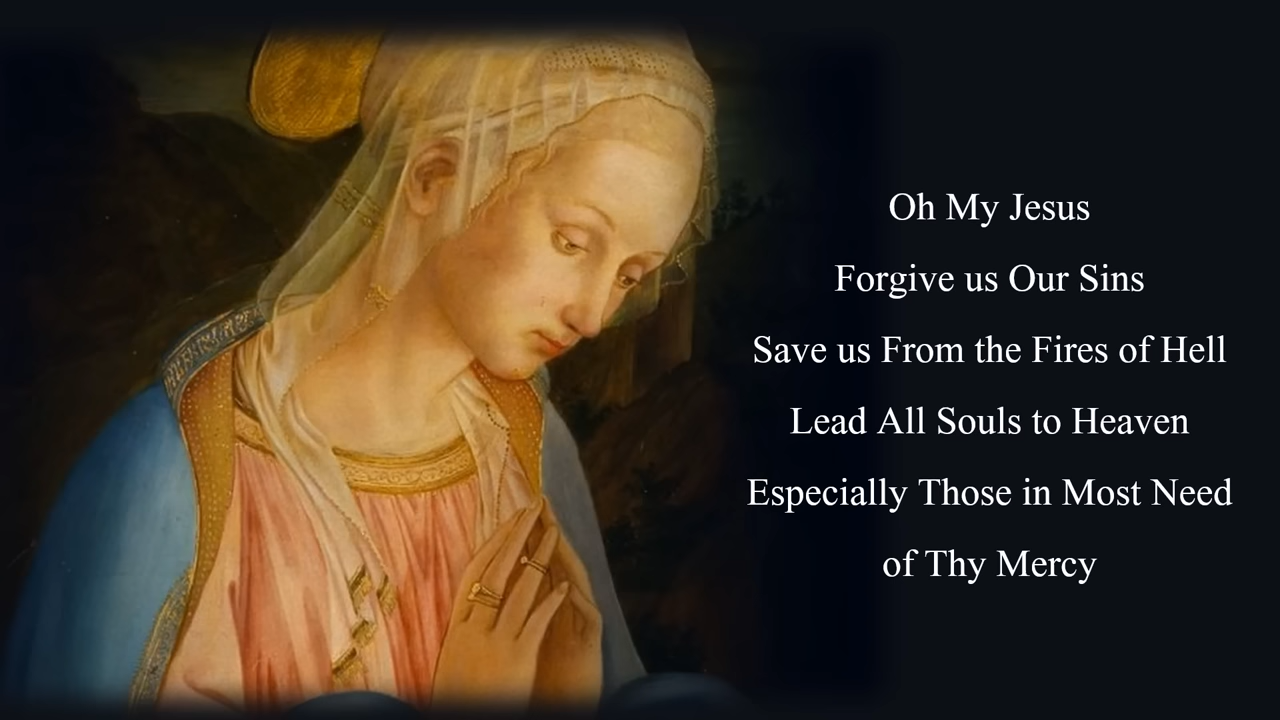 Oh My Jesus
Forgive us Our Sins
Save us From the Fires of Hell
Lead All Souls to Heaven
Especially Those in Most Need
of Thy Mercy